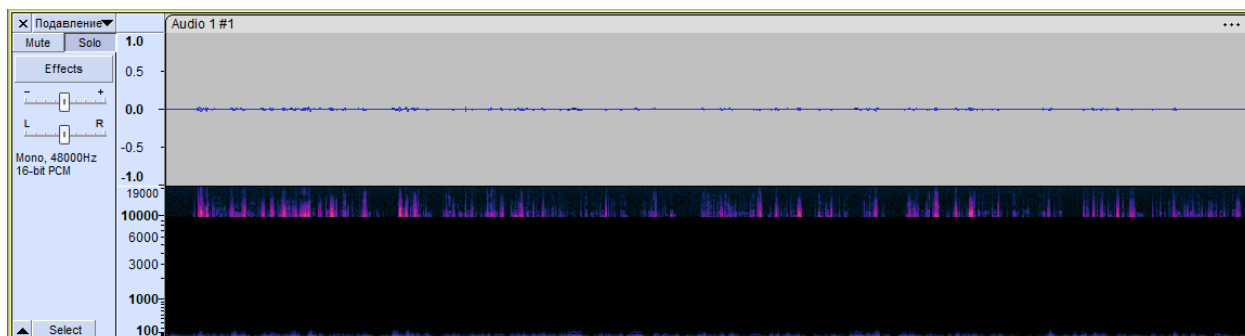 × Подавление▼ Audio 1 #1 ...
Mute Solo
Effects
- +
L R
Mono, 48000Hz
16-bit PCM
Select
1.0
0.5
0.0
-0.5
-1.0
19000
10000
6000
3000
1000
100